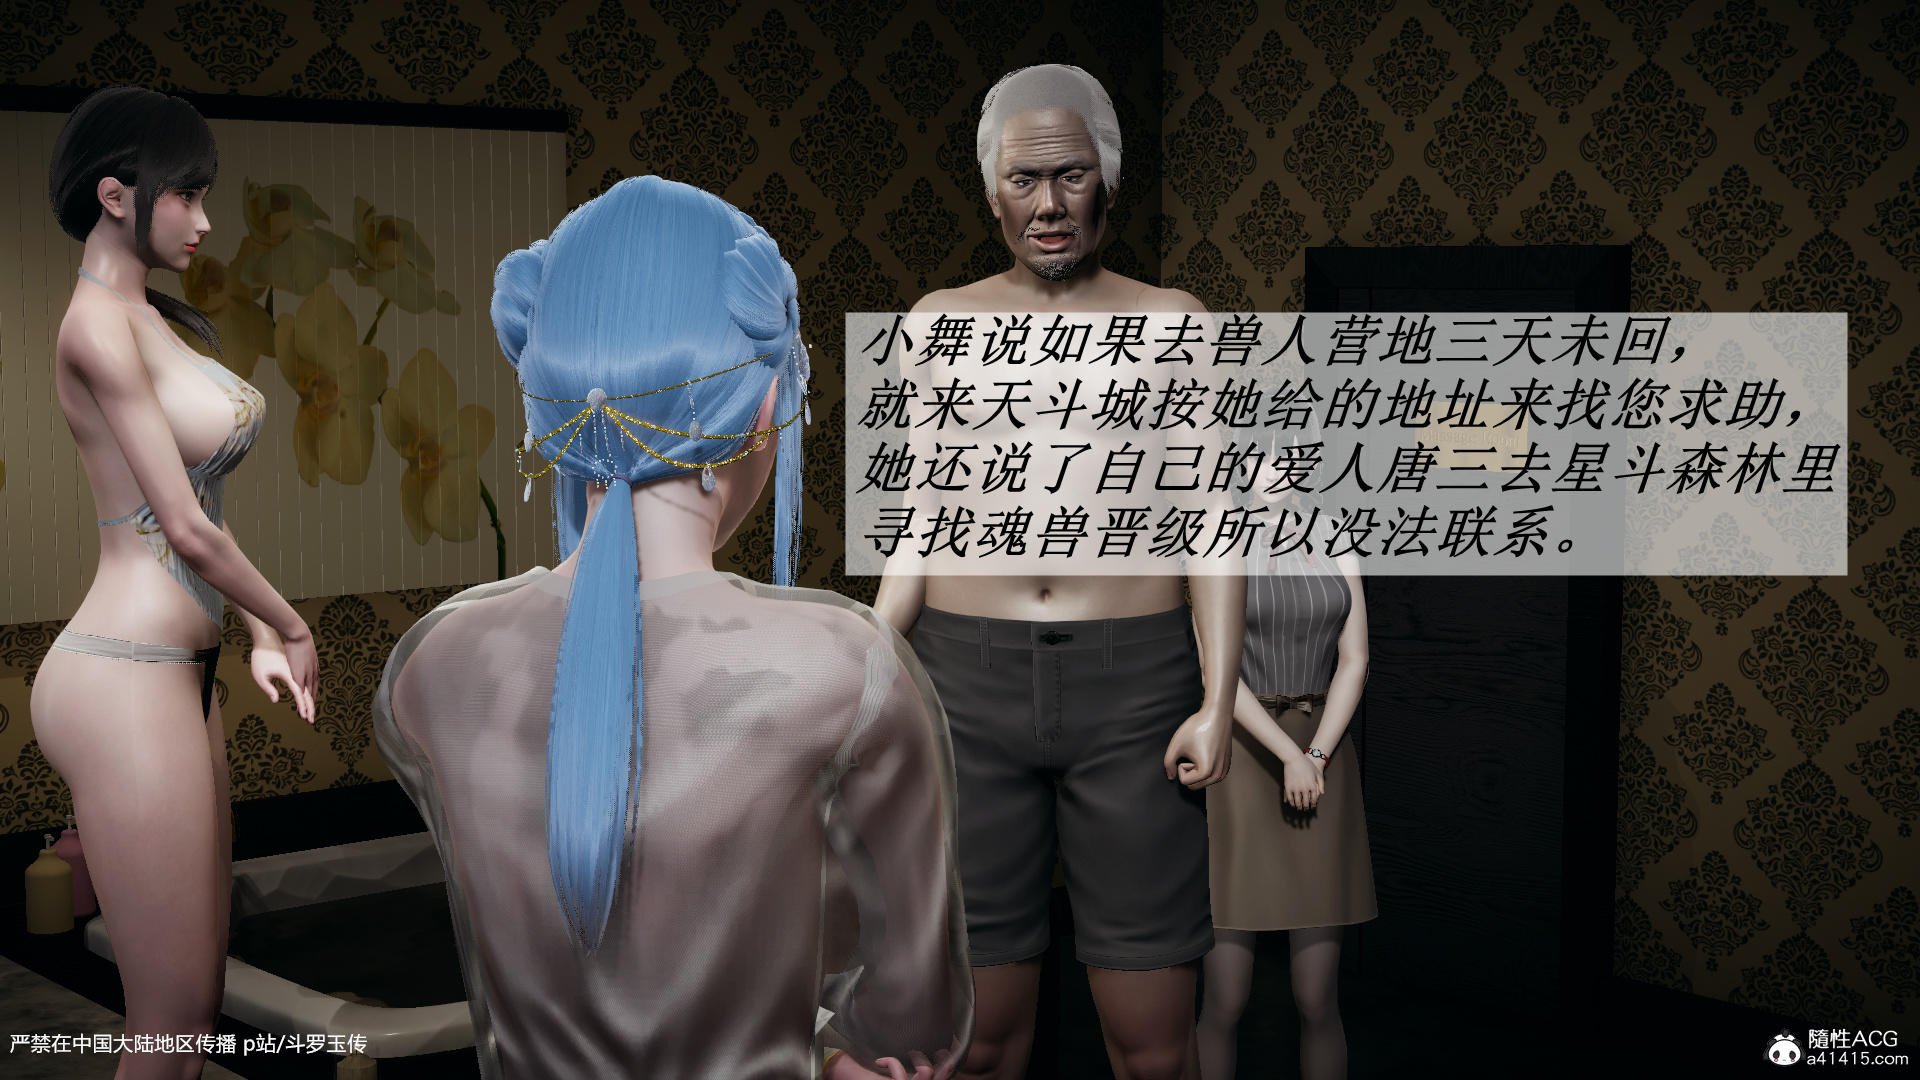 小舞说如果去兽人营地三天未回，
就来天斗城按她给的地址来找您求助，
她还说了自己的爱人唐三去星斗森林里
寻找魂兽晋级所以没法联系。
严禁在中国大陆地区传播 p站/斗罗玉传
隨性ACG
a41415.com